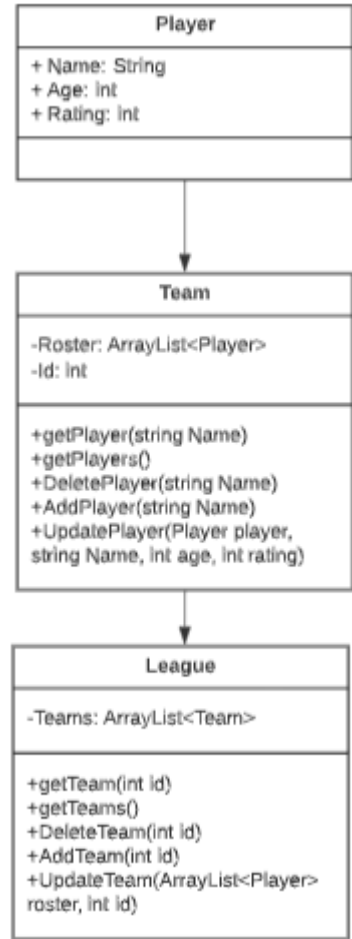 Player
+ Name: String
+ Age: int
+ Rating: int
Team
-Roster: ArrayList<Player>
-Id: int
+getPlayer(string Name)
+getPlayers()
+DeletePlayer(string Name)
+AddPlayer(string Name)
+UpdatePlayer(Player player,
string Name, int age, int rating)
League
-Teams: ArrayList<Team>
+getTeam(int id)
+getTeams()
+DeleteTeam(int id)
+AddTeam(int id)
+UpdateTeam(ArrayList<Player>
roster, int id)